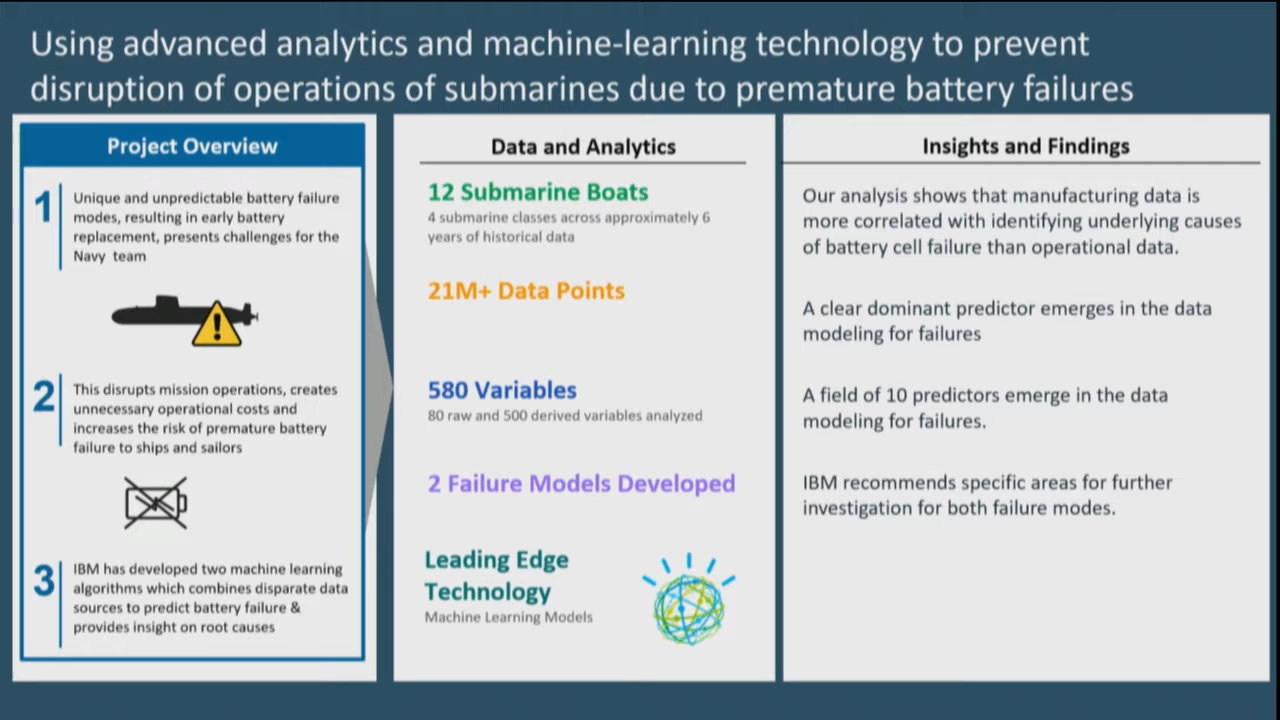 Using advanced analytics and machine-learning technology to prevent
disruption of operations of submarines due to premature battery failures
Project Overview
1
Unique and unpredictable battery failure
modes, resulting in early battery
replacement, presents challenges for the
Navy team
2
This disrupts mission operations, creates
unnecessary operational costs and
increases the risk of premature battery
failure to ships and sailors
3
IBM has developed two machine learning
algorithms which combines disparate data
sources to predict battery failure &
provides insight on root causes
Data and Analytics
12 Submarine Boats
4 submarine classes across approximately 6
years of historical data
21M+ Data Points
580 Variables
80 raw and 500 derived variables analyzed
2 Failure Models Developed
Leading Edge
Technology
Machine Learning Models
Insights and Findings
Our analysis shows that manufacturing data is
more correlated with identifying underlying causes
of battery cell failure than operational data.
A clear dominant predictor emerges in the data
modeling for failures
A field of 10 predictors emerge in the data
modeling for failures.
IBM recommends specific areas for further
investigation for both failure modes.